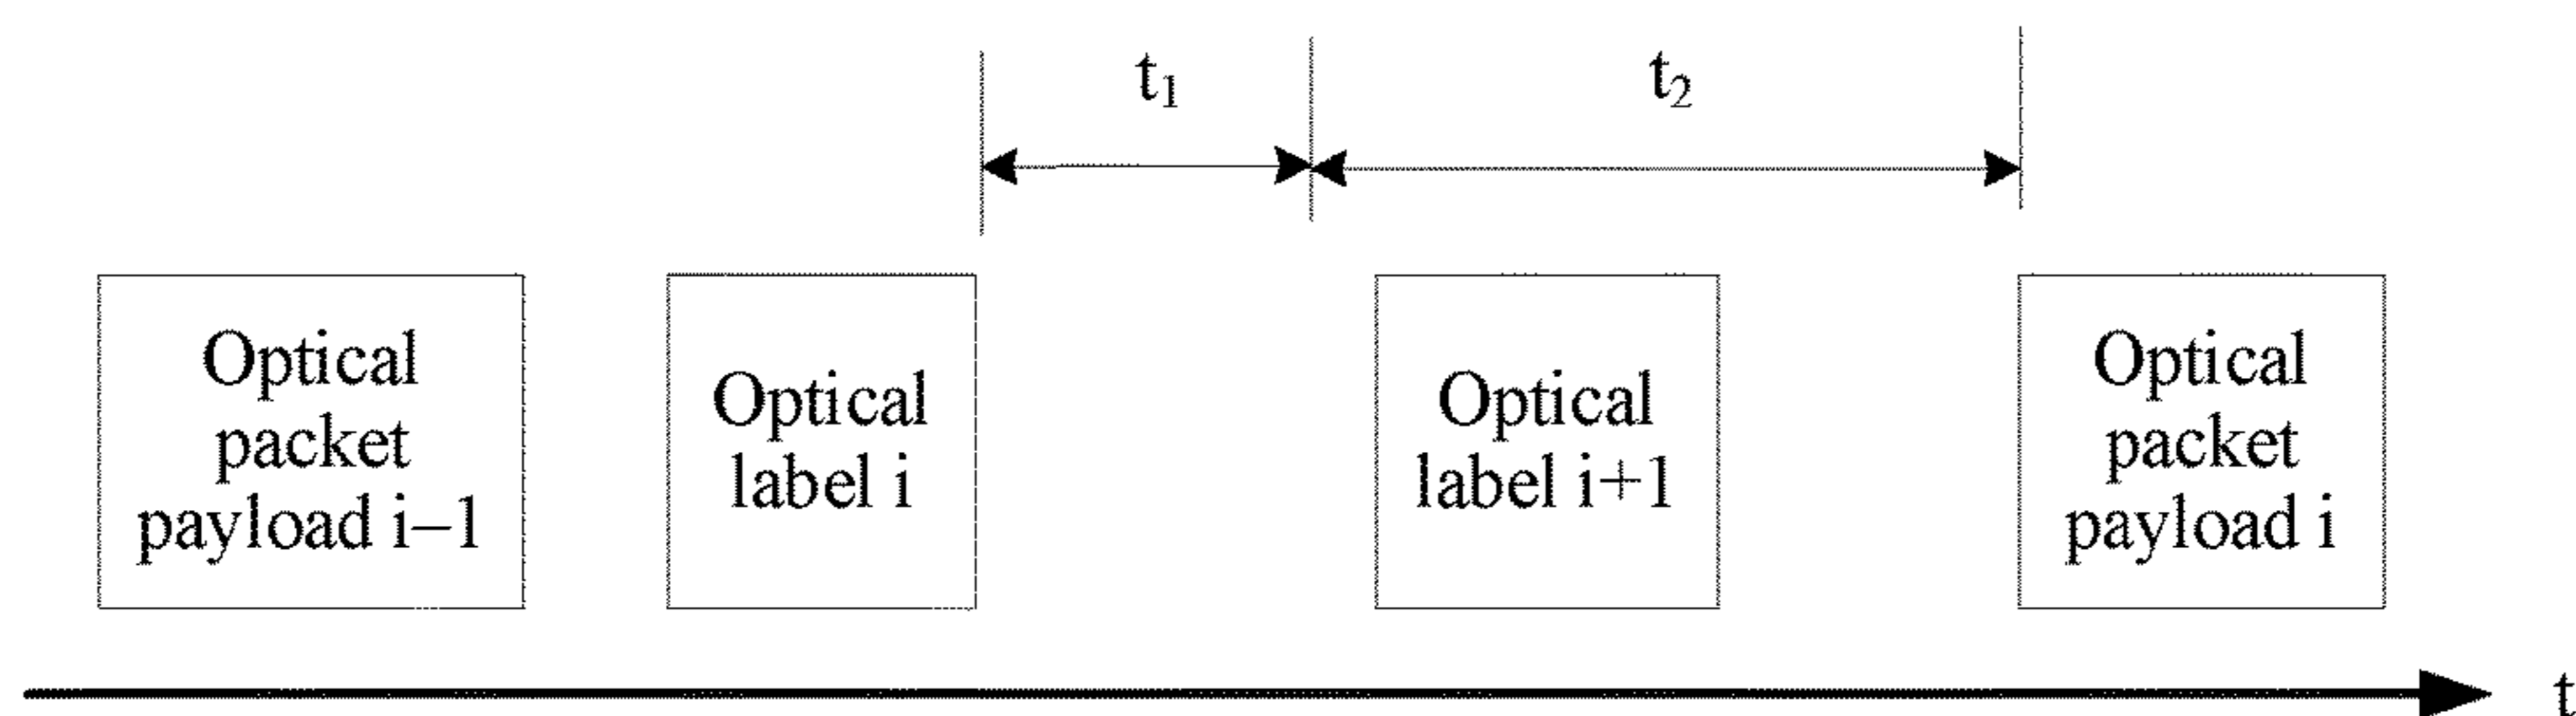 t₁
t₂
Optical
packet
payload i–1
Optical
label i
Optical
label i+1
Optical
packet
payload i
t